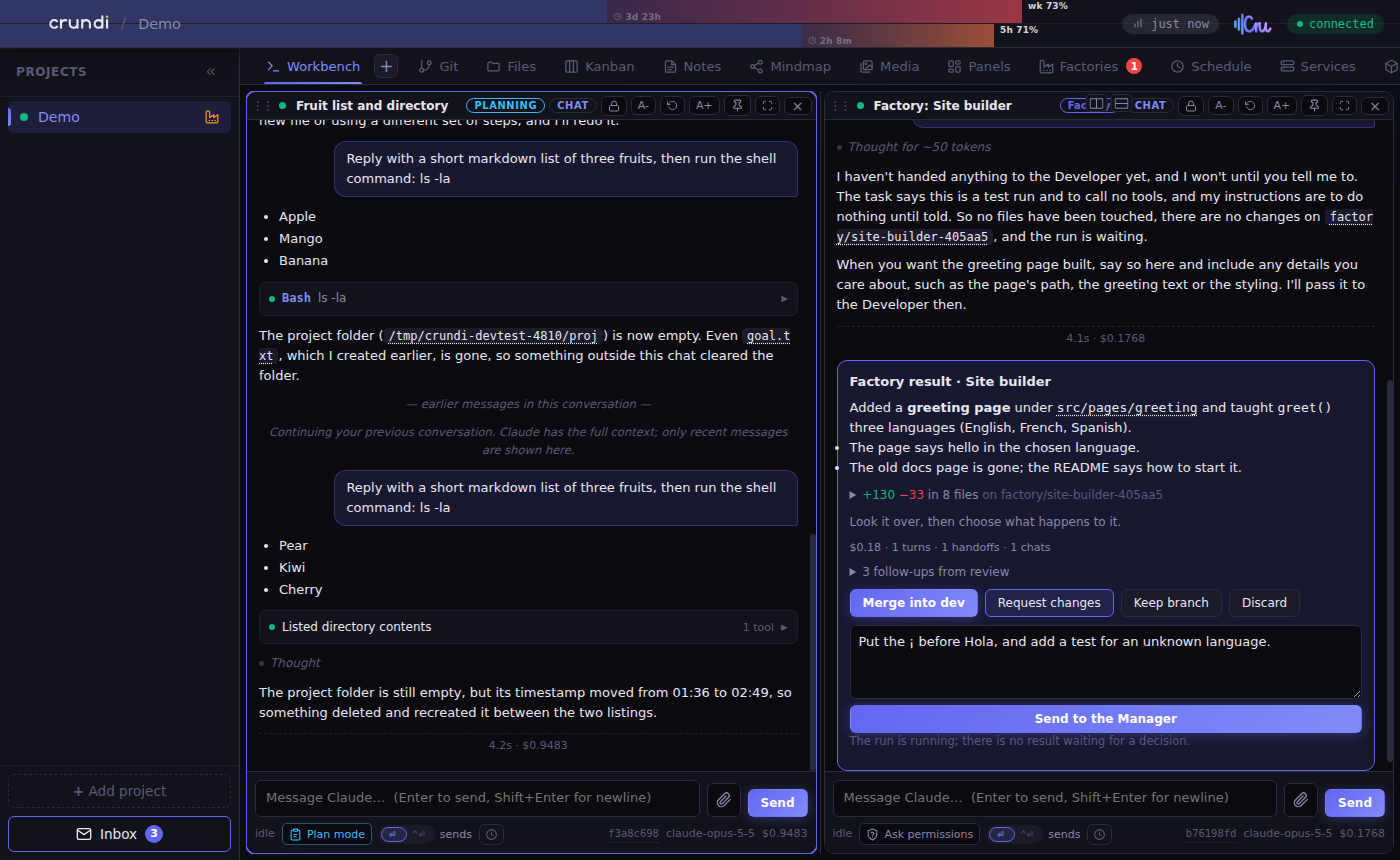 crundi / Demo
3d 23h
wk 73%
2h 8m
5h 71%
just now
Cru
connected
PROJECTS
«
Demo
+ Add project
Inbox 3
Workbench
+
Git
Files
Kanban
Notes
Mindmap
Media
Panels
Factories 1
Schedule
Services
Fruit list and directory
PLANNING
CHAT
A-
A+
new file or using a different set of steps, and I'll redo it.
Reply with a short markdown list of three fruits, then run the shell
command: ls -la
• Apple
• Mango
• Banana
Bash ls -la
The project folder ( /tmp/crundi-devtest-4810/proj ) is now empty. Even goal.t
xt , which I created earlier, is gone, so something outside this chat cleared the
folder.
— earlier messages in this conversation —
Continuing your previous conversation. Claude has the full context; only recent messages
are shown here.
Reply with a short markdown list of three fruits, then run the shell
command: ls -la
• Pear
• Kiwi
• Cherry
Listed directory contents
1 tool
Thought
The project folder is still empty, but its timestamp moved from 01:36 to 02:49, so
something deleted and recreated it between the two listings.
4.2s · $0.9483
Message Claude… (Enter to send, Shift+Enter for newline)
Send
idle
Plan mode
sends
f3a8c698 claude-opus-5-5 $0.9483
Factory: Site builder
CHAT
A-
A+
Thought for ~50 tokens
I haven't handed anything to the Developer yet, and I won't until you tell me to.
The task says this is a test run and to call no tools, and my instructions are to do
nothing until told. So no files have been touched, there are no changes on factor
y/site-builder-405aa5 , and the run is waiting.
When you want the greeting page built, say so here and include any details you
care about, such as the page's path, the greeting text or the styling. I'll pass it to
the Developer then.
4.1s · $0.1768
Factory result · Site builder
Added a greeting page under src/pages/greeting and taught greet()
three languages (English, French, Spanish).
• The page says hello in the chosen language.
• The old docs page is gone; the README says how to start it.
+130 −33 in 8 files on factory/site-builder-405aa5
Look it over, then choose what happens to it.
$0.18 · 1 turns · 1 handoffs · 1 chats
3 follow-ups from review
Merge into dev
Request changes
Keep branch
Discard
Put the ¡ before Hola, and add a test for an unknown language.
Send to the Manager
The run is running; there is no result waiting for a decision.
Message Claude… (Enter to send, Shift+Enter for newline)
Send
idle
Ask permissions
sends
b76198fd claude-opus-5-5 $0.1768